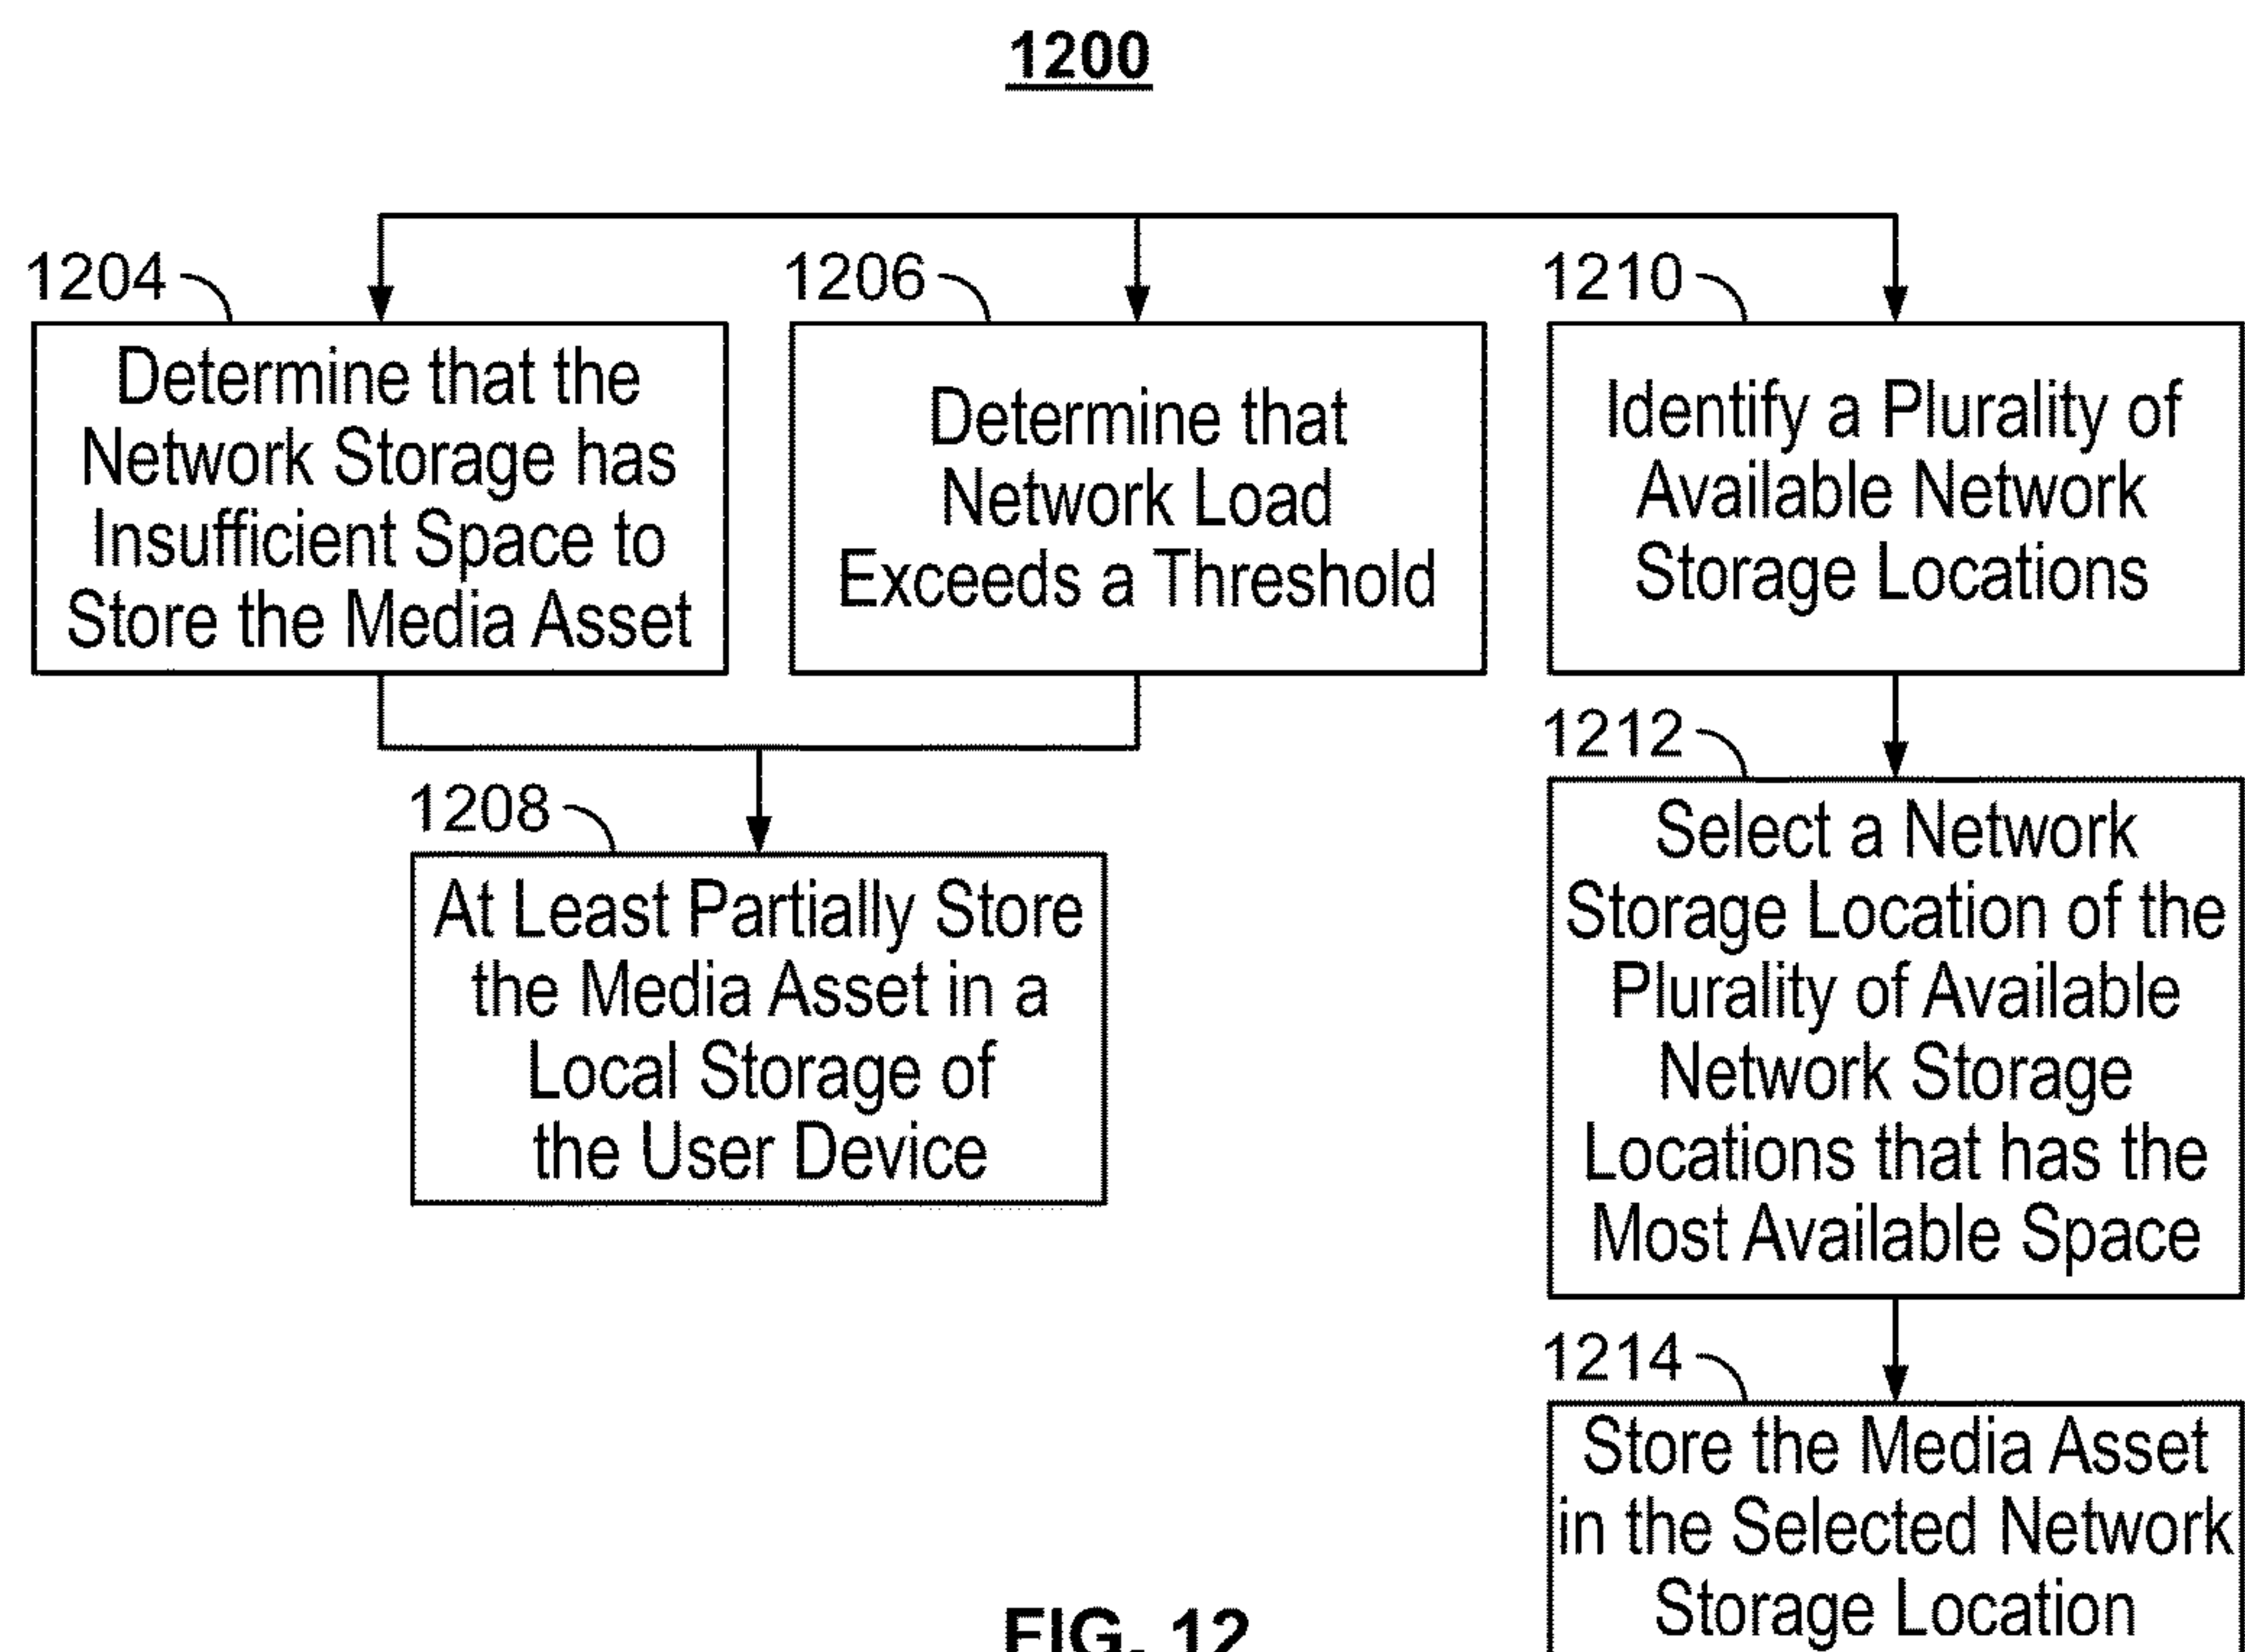 1200
1204
Determine that the
Network Storage has
Insufficient Space to
Store the Media Asset
1206
Determine that
Network Load
Exceeds a Threshold
1210
Identify a Plurality of
Available Network
Storage Locations
1208
At Least Partially Store
the Media Asset in a
Local Storage of
the User Device
1212
Select a Network
Storage Location of the
Plurality of Available
Network Storage
Locations that has the
Most Available Space
1214
Store the Media Asset
in the Selected Network
Storage Location
FIG. 12